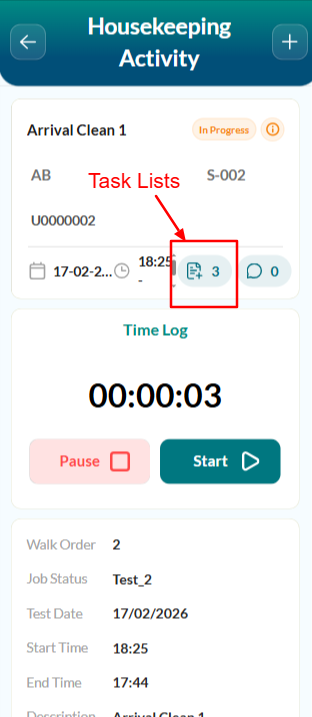 Housekeeping
Activity
Arrival Clean 1
In Progress
AB
S-002
Task Lists
U0000002
17-02-2...
18:25
-
3
0
Time Log
00:00:03
Pause
Start
Walk Order 2
Job Status Test_2
Test Date 17/02/2026
Start Time 18:25
End Time 17:44
Description Arrival Clean 1